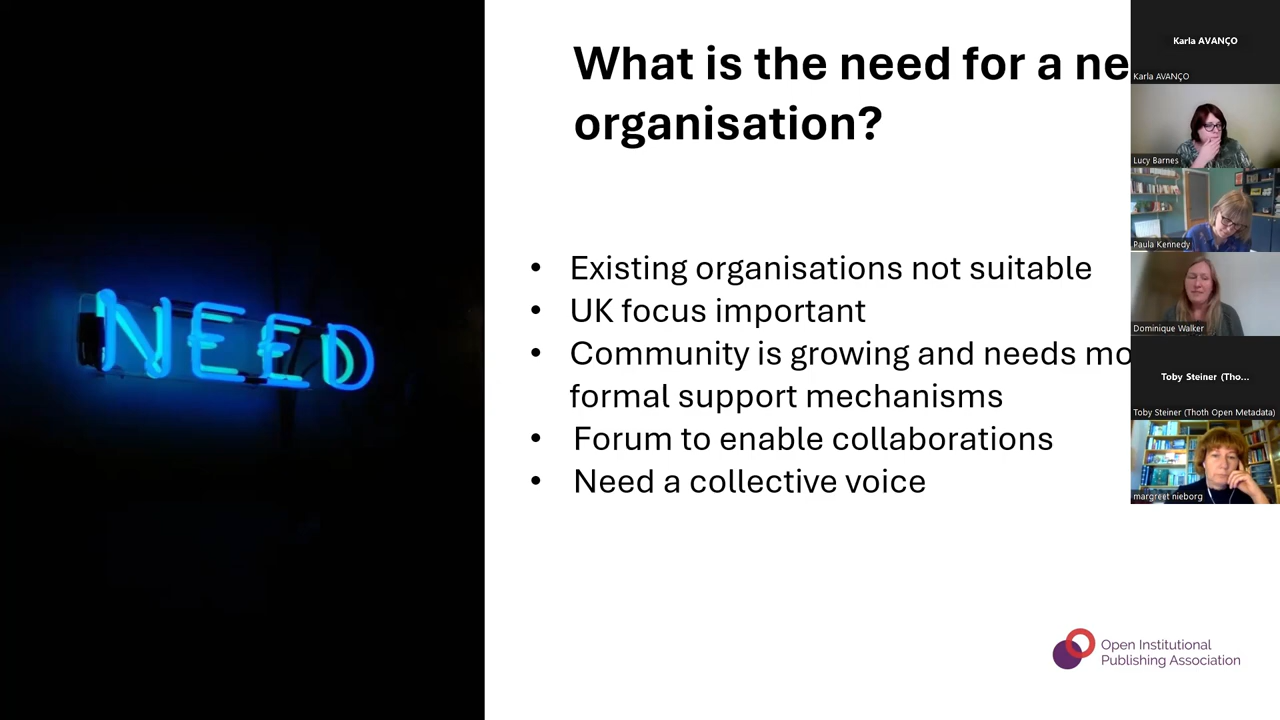 NEED
What is the need for a ne
organisation?
• Existing organisations not suitable
• UK focus important
• Community is growing and needs mo
formal support mechanisms
• Forum to enable collaborations
• Need a collective voice
Open Institutional
Publishing Association
Karla AVANÇO
Karla AVANÇO
Lucy Barnes
Paula Kennedy
Dominique Walker
Toby Steiner (Tho...
Toby Steiner (Thoth Open Metadata)
margreet nieborg